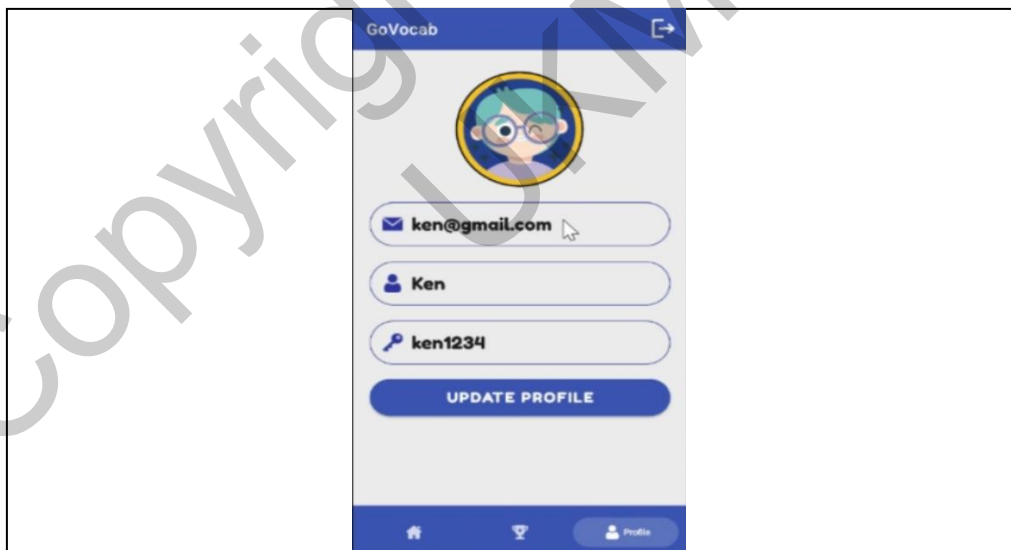 GoVocab
ken@gmail.com
Ken
ken1234
UPDATE PROFILE
Profile
Copyright
UKM